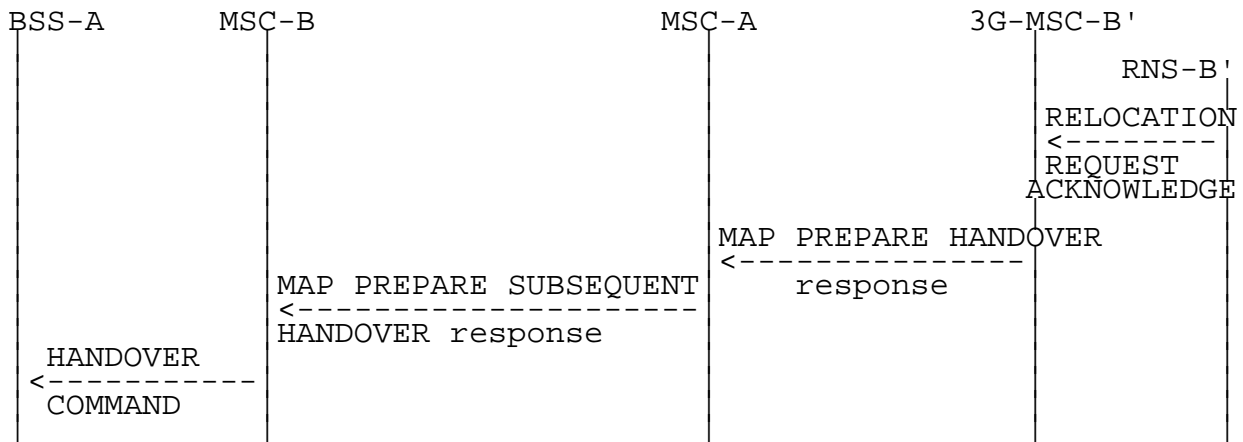 BSS-A MSC-B MSC-A 3G-MSC-B'
RNS-B'
RELOCATION
REQUEST
ACKNOWLEDGE
MAP PREPARE HANDOVER
response
MAP PREPARE SUBSEQUENT
HANDOVER response
HANDOVER
COMMAND